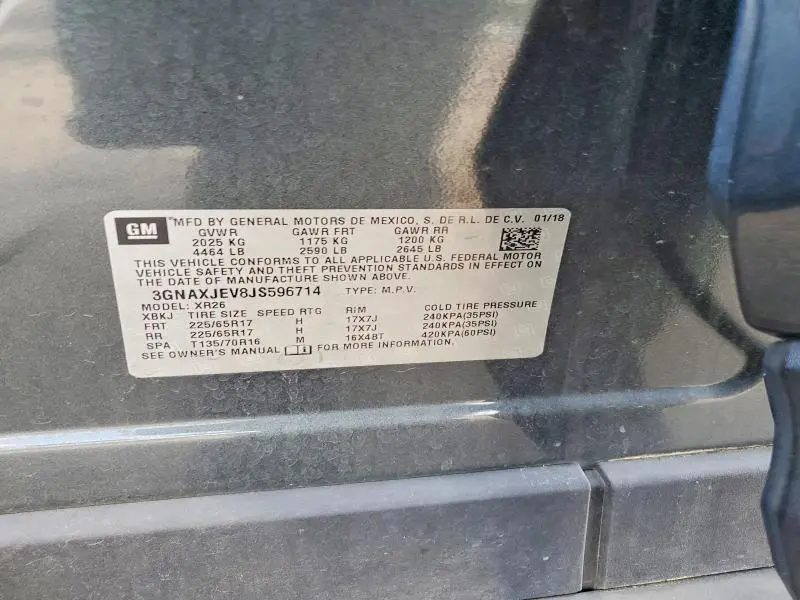 GM
MFD BY GENERAL MOTORS DE MEXICO, S. DE R.L. DE C.V. 01/18
GVWR GAWR FRT GAWR RR
2025 KG 1175 KG 1200 KG
4464 LB 2590 LB 2645 LB
THIS VEHICLE CONFORMS TO ALL APPLICABLE U.S. FEDERAL MOTOR
VEHICLE SAFETY AND THEFT PREVENTION STANDARDS IN EFFECT ON
THE DATE OF MANUFACTURE SHOWN ABOVE.
3GNAXJEV8JS596714 TYPE: M.P.V.
MODEL: XR26
XBKJ TIRE SIZE SPEED RTG RIM COLD TIRE PRESSURE
FRT 225/65R17 H 17X7J 240KPA(35PSI)
RR 225/65R17 H 17X7J 240KPA(35PSI)
SPA T135/70R16 M 16X4BT 420KPA(60PSI)
SEE OWNER'S MANUAL FOR MORE INFORMATION.